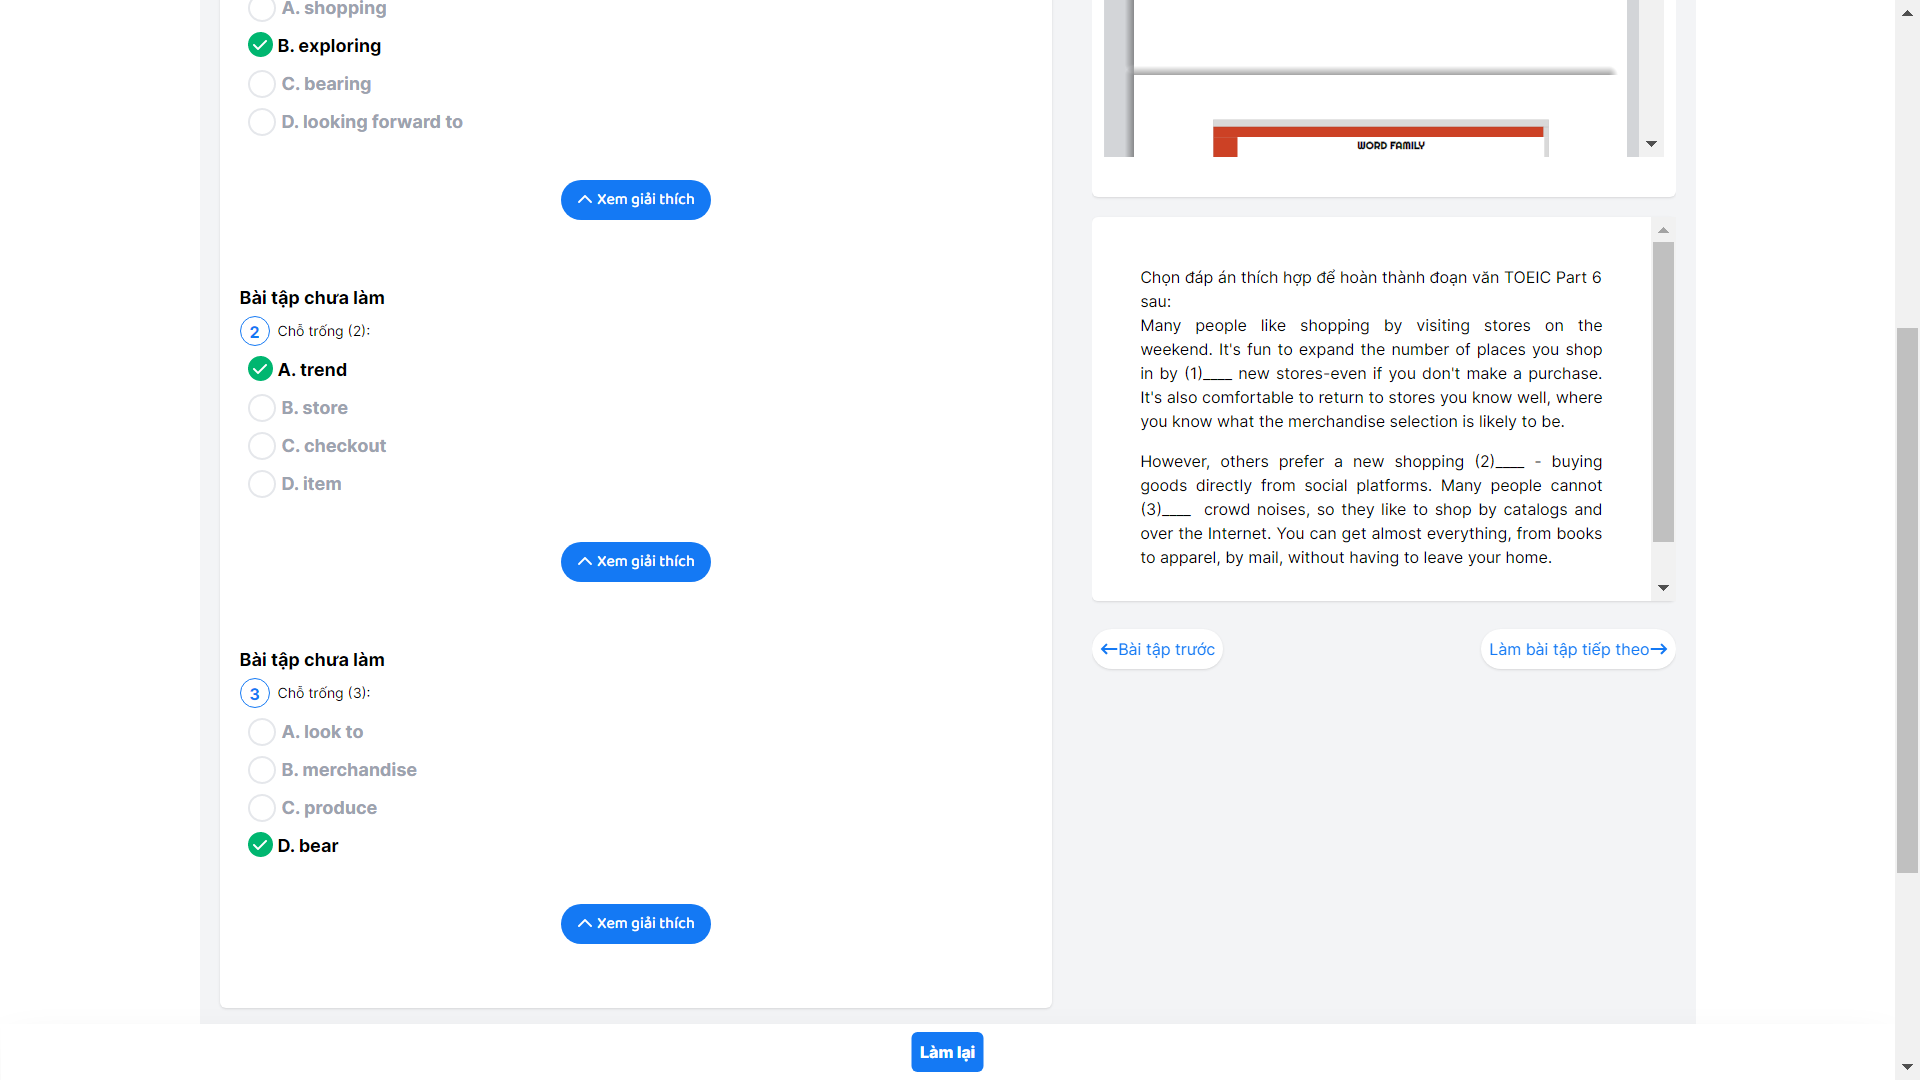 A. shopping
B. exploring
C. bearing
D. looking forward to
Xem giải thích
Bài tập chưa làm
2 Chỗ trống (2):
A. trend
B. store
C. checkout
D. item
Xem giải thích
Bài tập chưa làm
3 Chỗ trống (3):
A. look to
B. merchandise
C. produce
D. bear
Xem giải thích
WORD FAMILY
Chọn đáp án thích hợp để hoàn thành đoạn văn TOEIC Part 6
sau:
Many people like shopping by visiting stores on the
weekend. It's fun to expand the number of places you shop
in by (1)____ new stores-even if you don't make a purchase.
It's also comfortable to return to stores you know well, where
you know what the merchandise selection is likely to be.
However, others prefer a new shopping (2)____ - buying
goods directly from social platforms. Many people cannot
(3)____ crowd noises, so they like to shop by catalogs and
over the Internet. You can get almost everything, from books
to apparel, by mail, without having to leave your home.
Bài tập trước
Làm bài tập tiếp theo
Làm lại